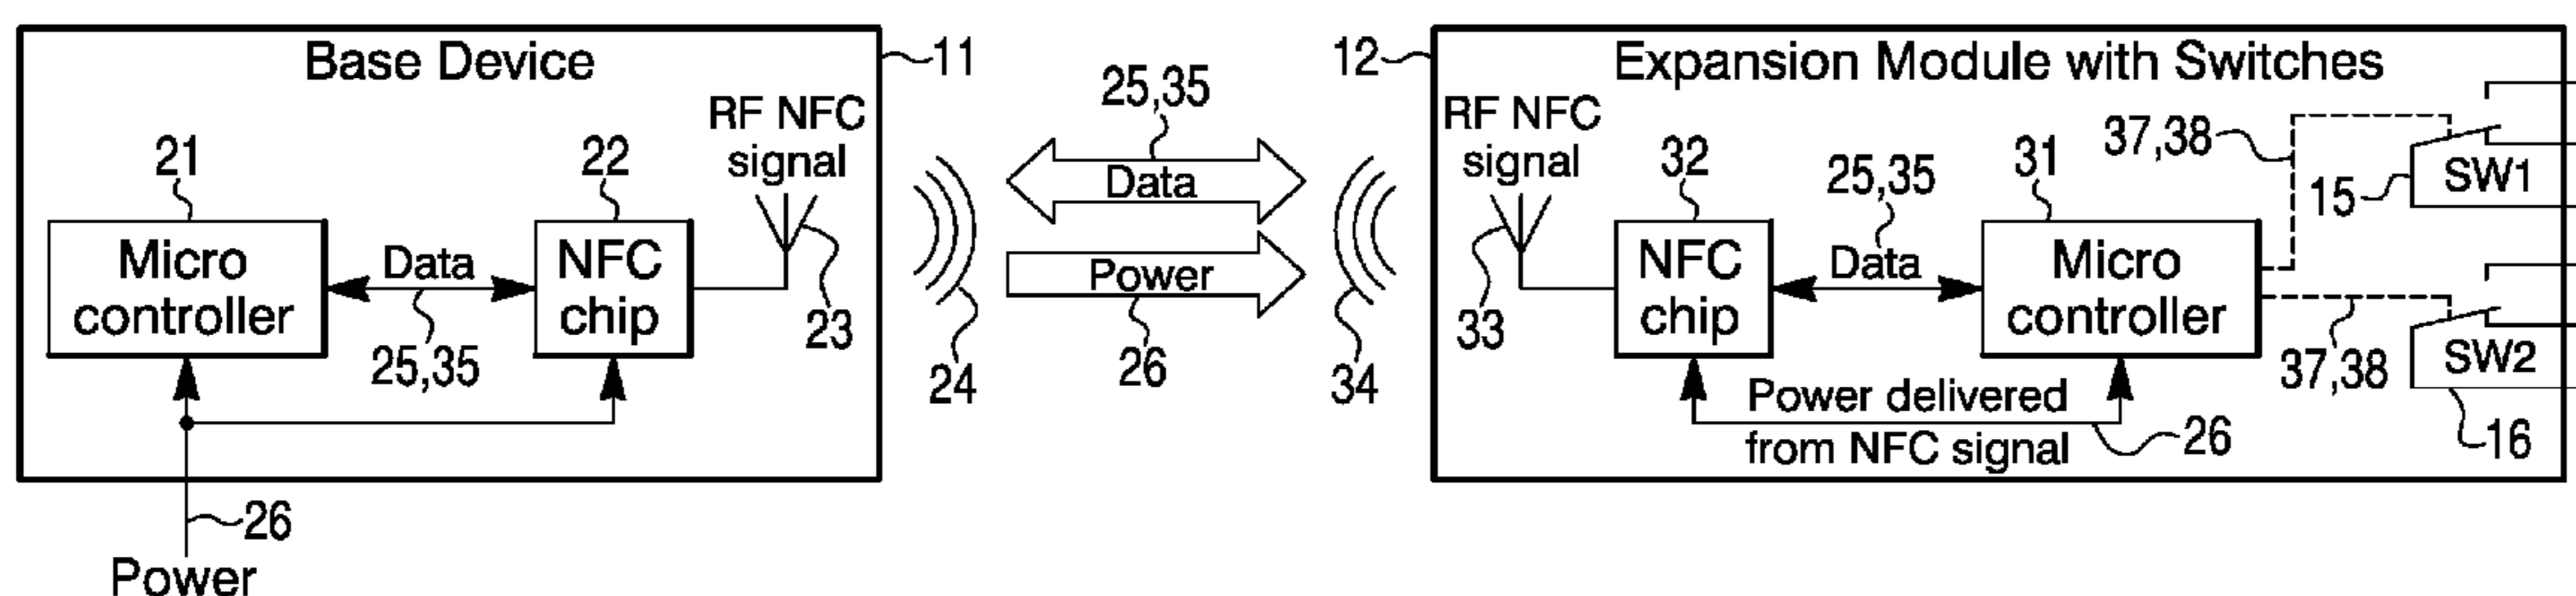 Base Device
11
RF NFC
signal
21
22
Micro
controller
Data
25,35
NFC
chip
23
26
Power
24
25,35
Data
Power
26
34
12
Expansion Module with Switches
RF NFC
signal
33
32
NFC
chip
25,35
Data
31
Micro
controller
Power delivered
from NFC signal
26
37,38
15
SW1
37,38
SW2
16